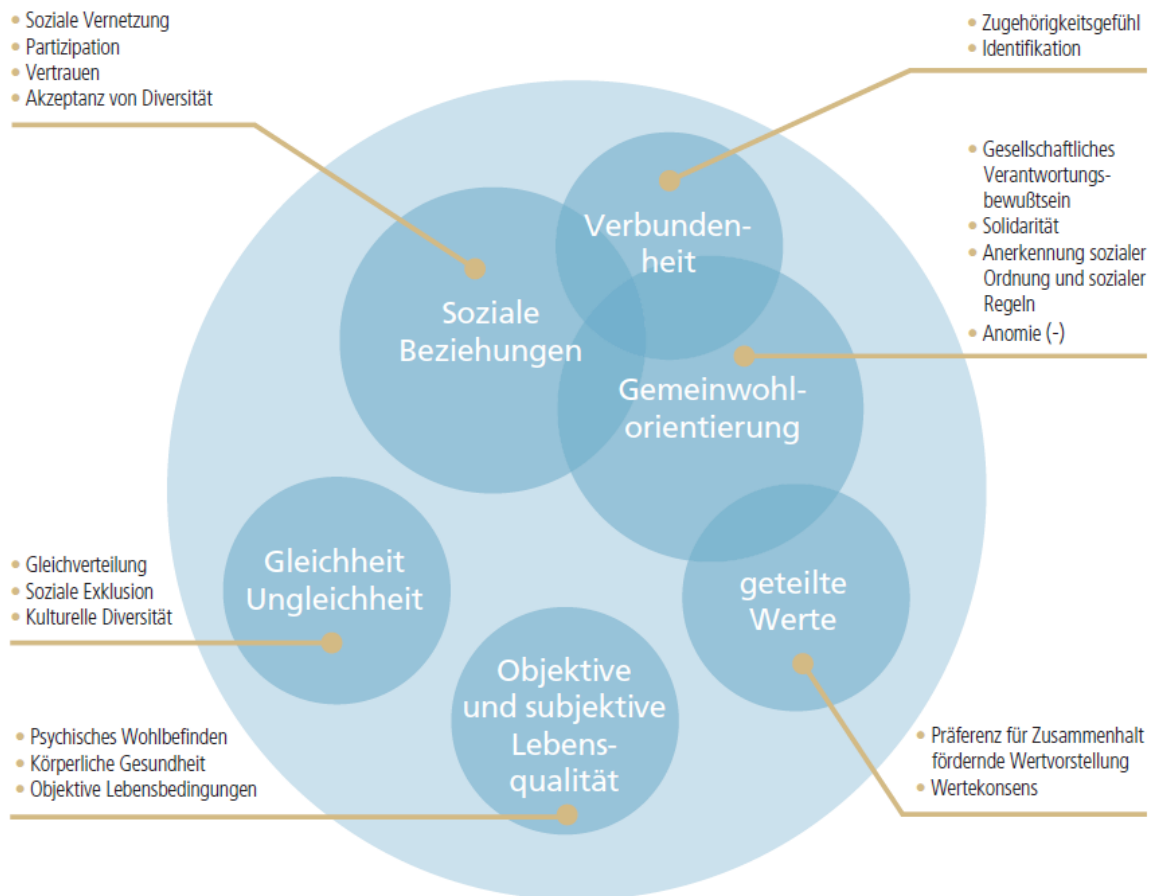 • Soziale Vernetzung
• Partizipation
• Vertrauen
• Akzeptanz von Diversität
• Zugehörigkeitsgefühl
• Identifikation
• Gesellschaftliches
Verantwortungs-
bewußtsein
• Solidarität
• Anerkennung sozialer
Ordnung und sozialer
Regeln
• Anomie (-)
Verbunden-
heit
Soziale
Beziehungen
Gemeinwohl-
orientierung
Gleichheit
Ungleichheit
geteilte
Werte
Objektive
und subjektive
Lebens-
qualität
• Gleichverteilung
• Soziale Exklusion
• Kulturelle Diversität
• Psychisches Wohlbefinden
• Körperliche Gesundheit
• Objektive Lebensbedingungen
• Präferenz für Zusammenhalt
fördernde Wertvorstellung
• Wertekonsens